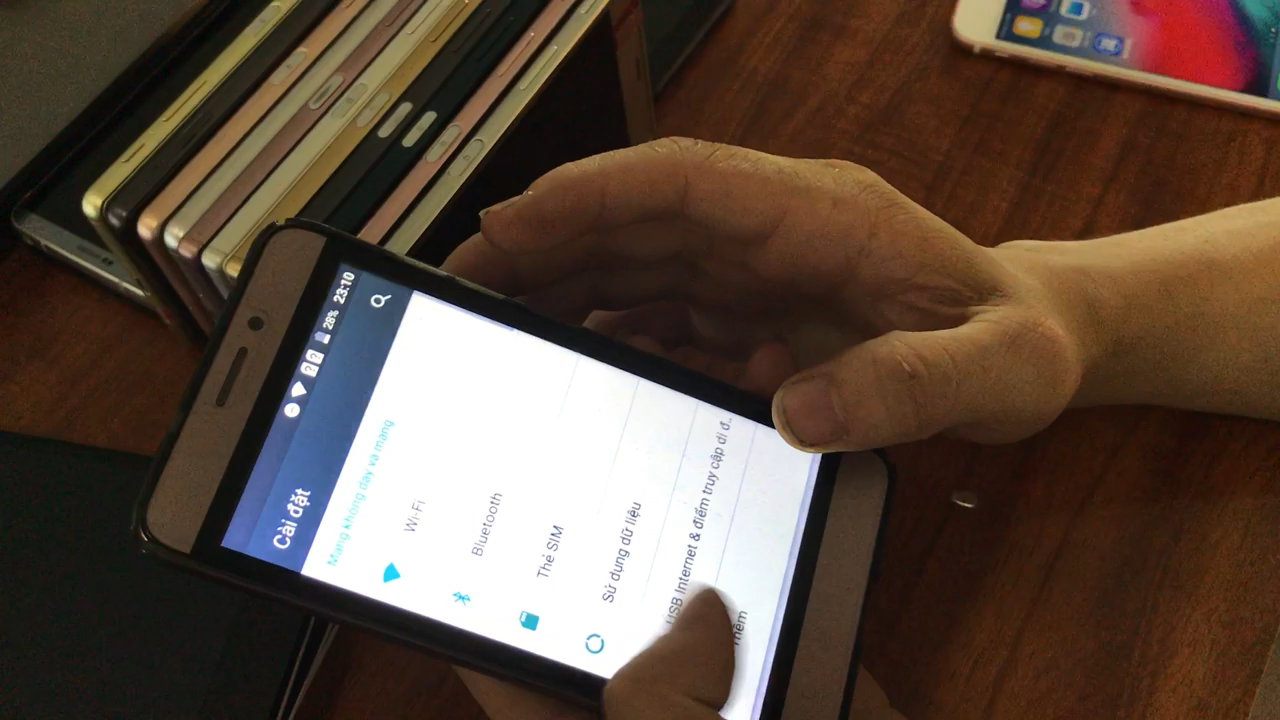 28% 23:10
Cài đặt
Mạng không dây và mạng
Wi-Fi
Bluetooth
Thẻ SIM
Sử dụng dữ liệu
USB Internet & điểm truy cập di đ..
Thêm